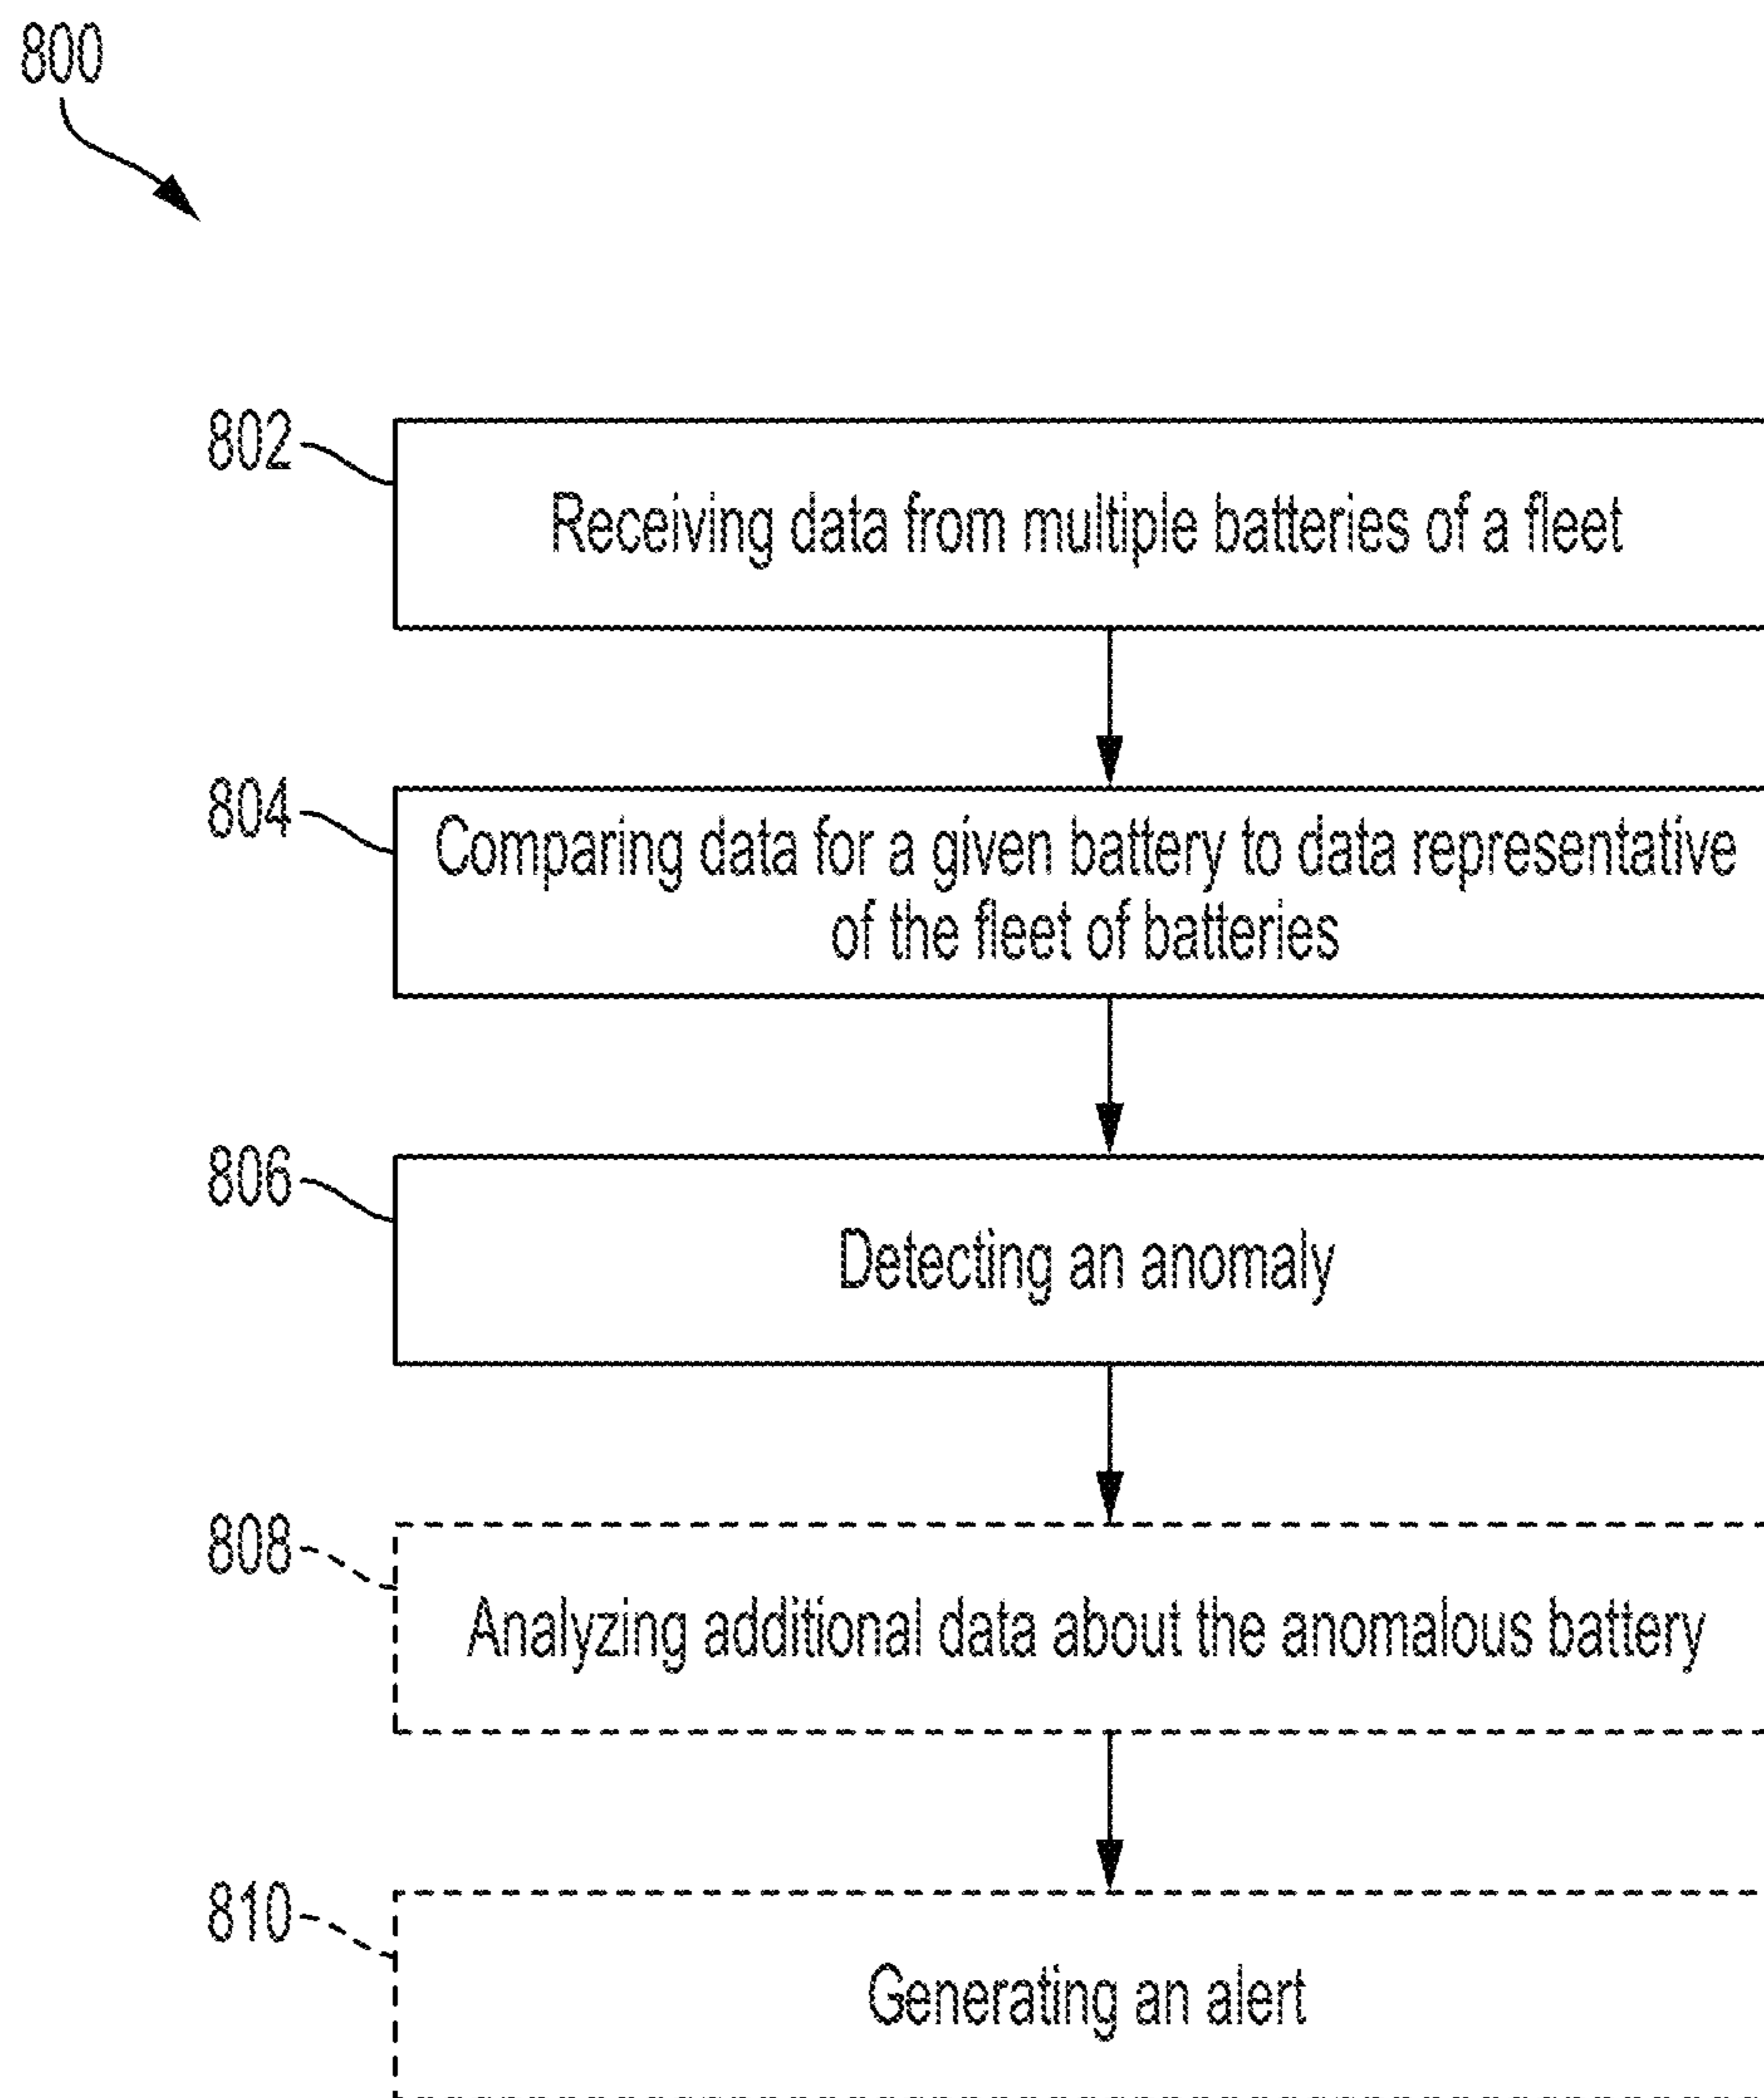 800
802
Receiving data from multiple batteries of a fleet
804
Comparing data for a given battery to data representative
of the fleet of batteries
806
Detecting an anomaly
808
Analyzing additional data about the anomalous battery
810
Generating an alert